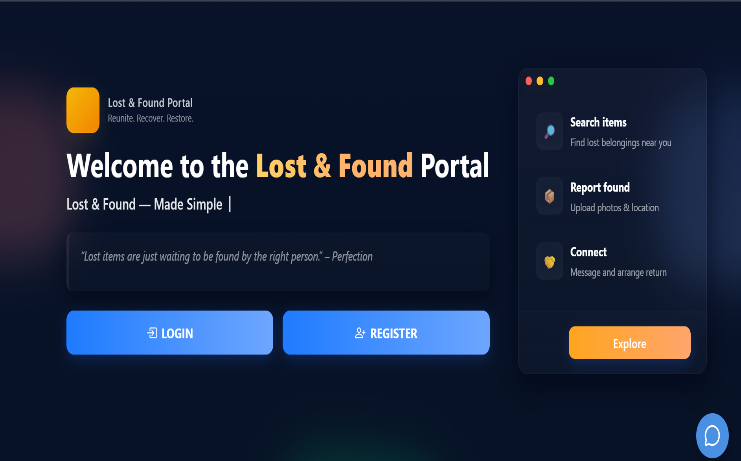 Lost & Found Portal
Reunite. Recover. Restore.
Welcome to the Lost & Found Portal
Lost & Found — Made Simple |
"Lost items are just waiting to be found by the right person." – Perfection
LOGIN
REGISTER
Search items
Find lost belongings near you
Report found
Upload photos & location
Connect
Message and arrange return
Explore